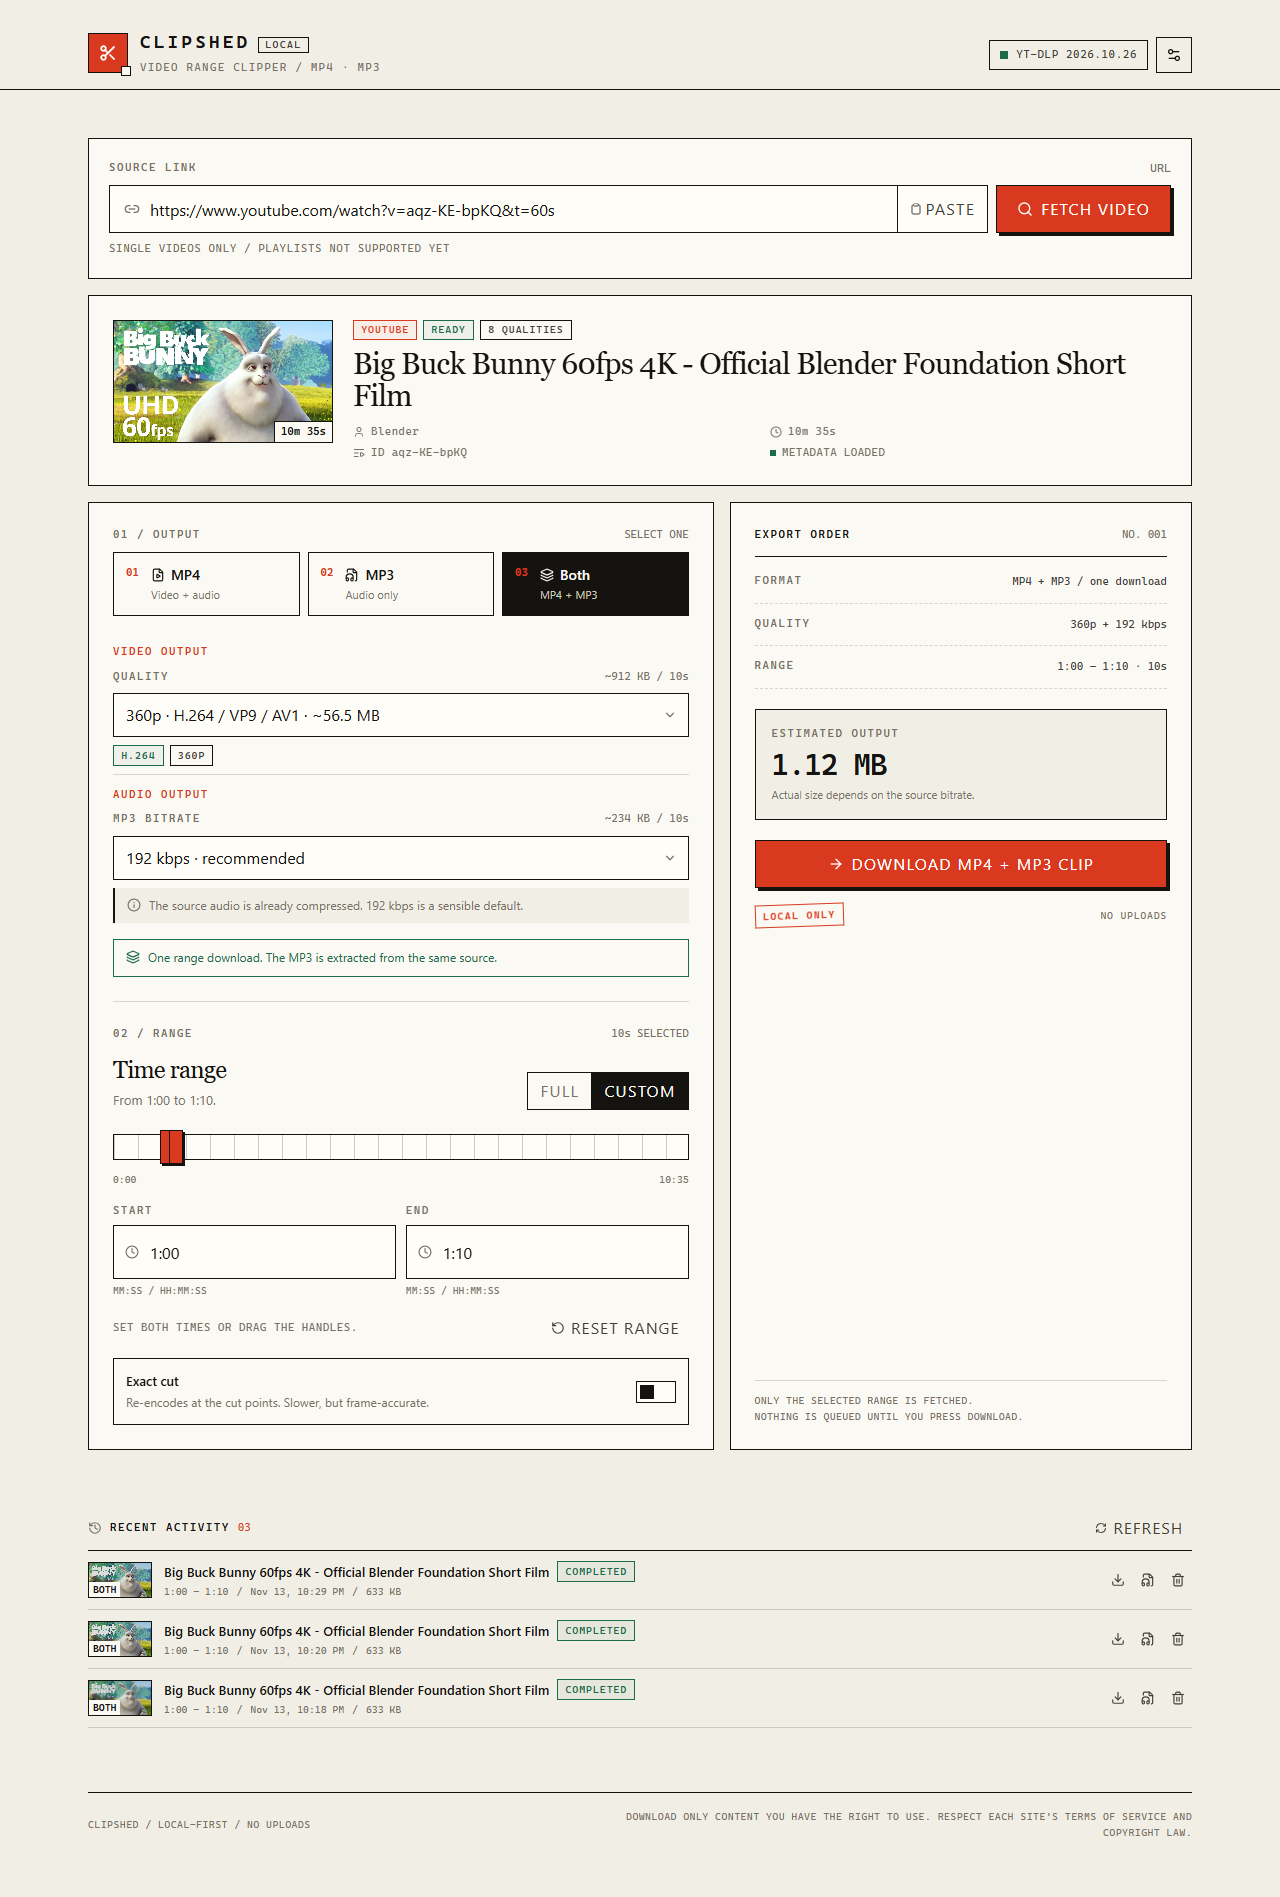 CLIPSHED LOCAL
VIDEO RANGE CLIPPER / MP4 · MP3
YT-DLP 2026.10.26
SOURCE LINK
URL
https://www.youtube.com/watch?v=aqz-KE-bpKQ&t=60s
PASTE
FETCH VIDEO
SINGLE VIDEOS ONLY / PLAYLISTS NOT SUPPORTED YET
Big Buck
BUNNY
UHD
60fps
10m 35s
YOUTUBE
READY
8 QUALITIES
Big Buck Bunny 60fps 4K - Official Blender Foundation Short
Film
Blender
10m 35s
ID aqz-KE-bpKQ
METADATA LOADED
01 / OUTPUT
SELECT ONE
01 MP4
Video + audio
02 MP3
Audio only
03 Both
MP4 + MP3
VIDEO OUTPUT
QUALITY
~912 KB / 10s
360p · H.264 / VP9 / AV1 · ~56.5 MB
H.264
360P
AUDIO OUTPUT
MP3 BITRATE
~234 KB / 10s
192 kbps · recommended
The source audio is already compressed. 192 kbps is a sensible default.
One range download. The MP3 is extracted from the same source.
02 / RANGE
10s SELECTED
Time range
From 1:00 to 1:10.
FULL
CUSTOM
0:00
10:35
START
END
1:00
1:10
MM:SS / HH:MM:SS
MM:SS / HH:MM:SS
SET BOTH TIMES OR DRAG THE HANDLES.
RESET RANGE
Exact cut
Re-encodes at the cut points. Slower, but frame-accurate.
EXPORT ORDER
NO. 001
FORMAT
MP4 + MP3 / one download
QUALITY
360p + 192 kbps
RANGE
1:00 – 1:10 · 10s
ESTIMATED OUTPUT
1.12 MB
Actual size depends on the source bitrate.
DOWNLOAD MP4 + MP3 CLIP
LOCAL ONLY
NO UPLOADS
ONLY THE SELECTED RANGE IS FETCHED.
NOTHING IS QUEUED UNTIL YOU PRESS DOWNLOAD.
RECENT ACTIVITY 03
REFRESH
BOTH
Big Buck Bunny 60fps 4K - Official Blender Foundation Short Film COMPLETED
1:00 – 1:10 / Nov 13, 10:29 PM / 633 KB
BOTH
Big Buck Bunny 60fps 4K - Official Blender Foundation Short Film COMPLETED
1:00 – 1:10 / Nov 13, 10:20 PM / 633 KB
BOTH
Big Buck Bunny 60fps 4K - Official Blender Foundation Short Film COMPLETED
1:00 – 1:10 / Nov 13, 10:18 PM / 633 KB
CLIPSHED / LOCAL-FIRST / NO UPLOADS
DOWNLOAD ONLY CONTENT YOU HAVE THE RIGHT TO USE. RESPECT EACH SITE'S TERMS OF SERVICE AND
COPYRIGHT LAW.